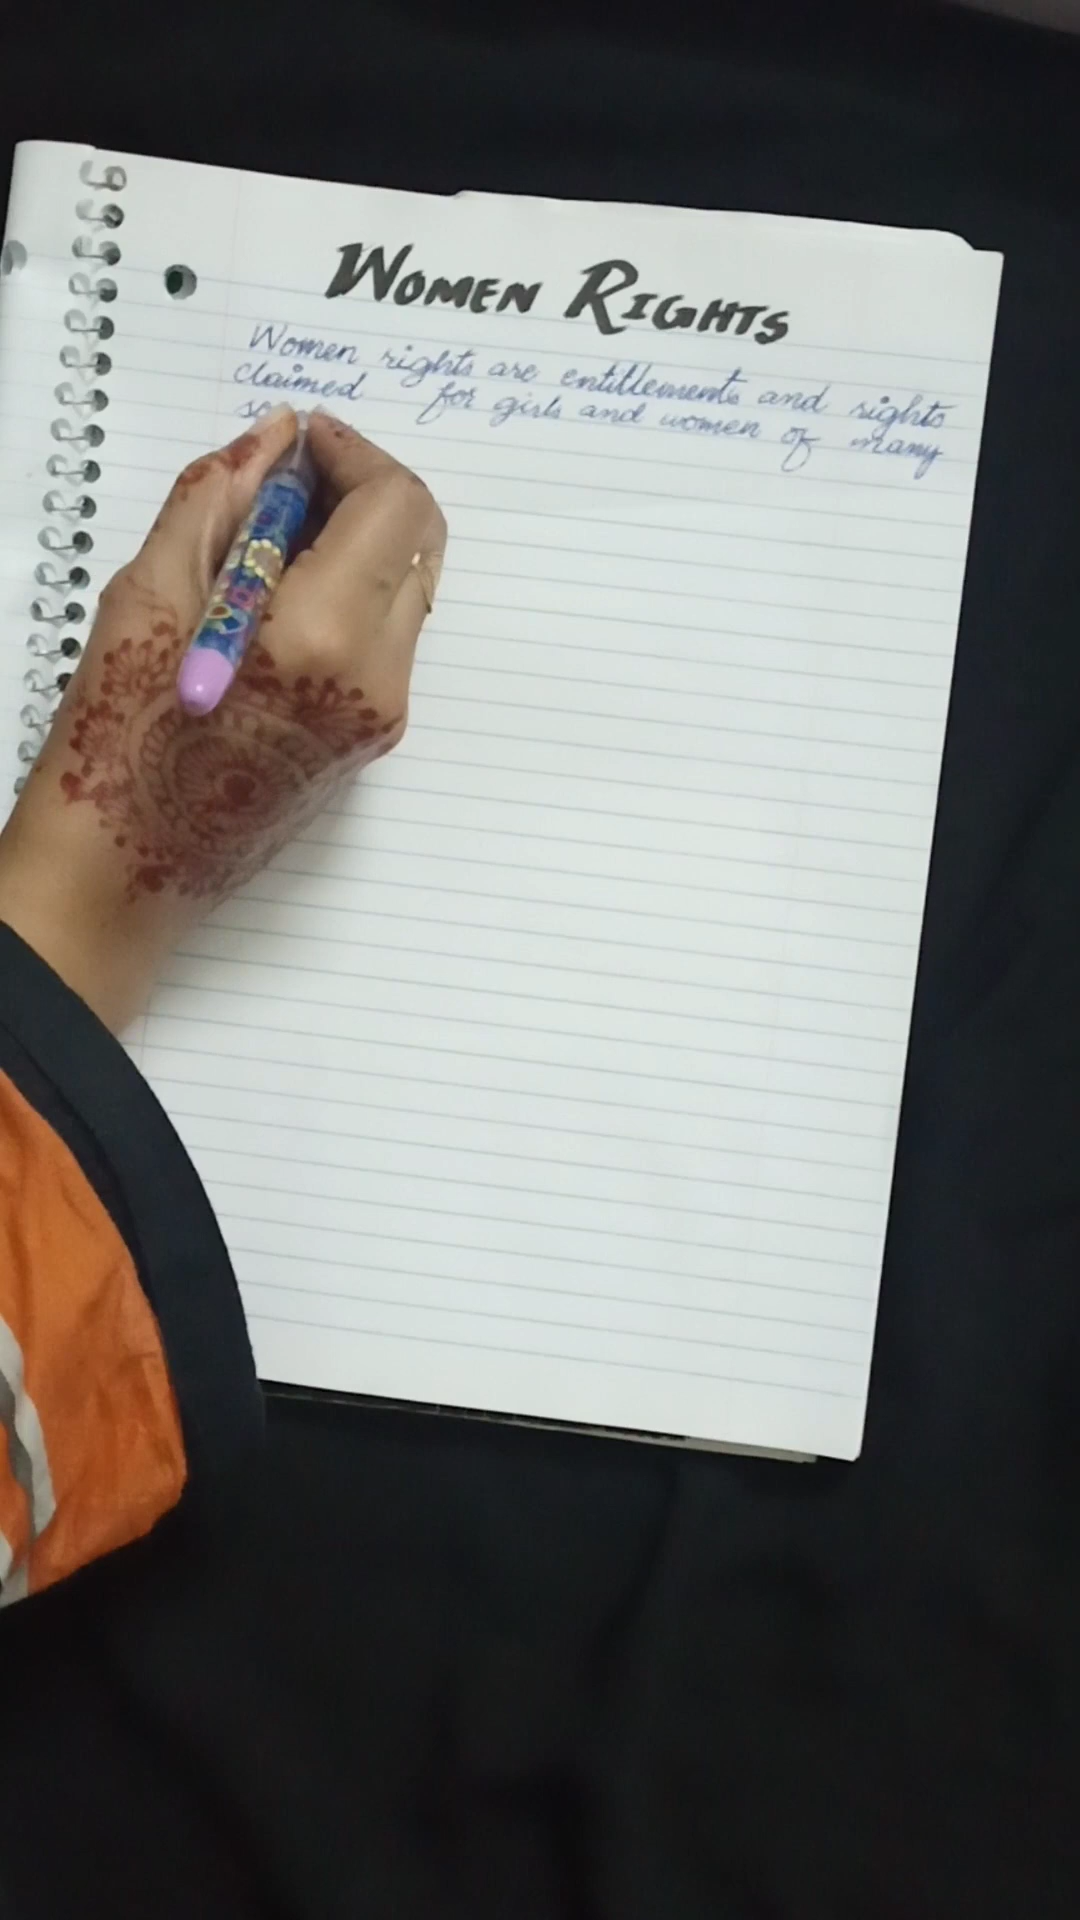 WOMEN RIGHTS
Women rights are entitlements and rights
claimed for girls and women of many